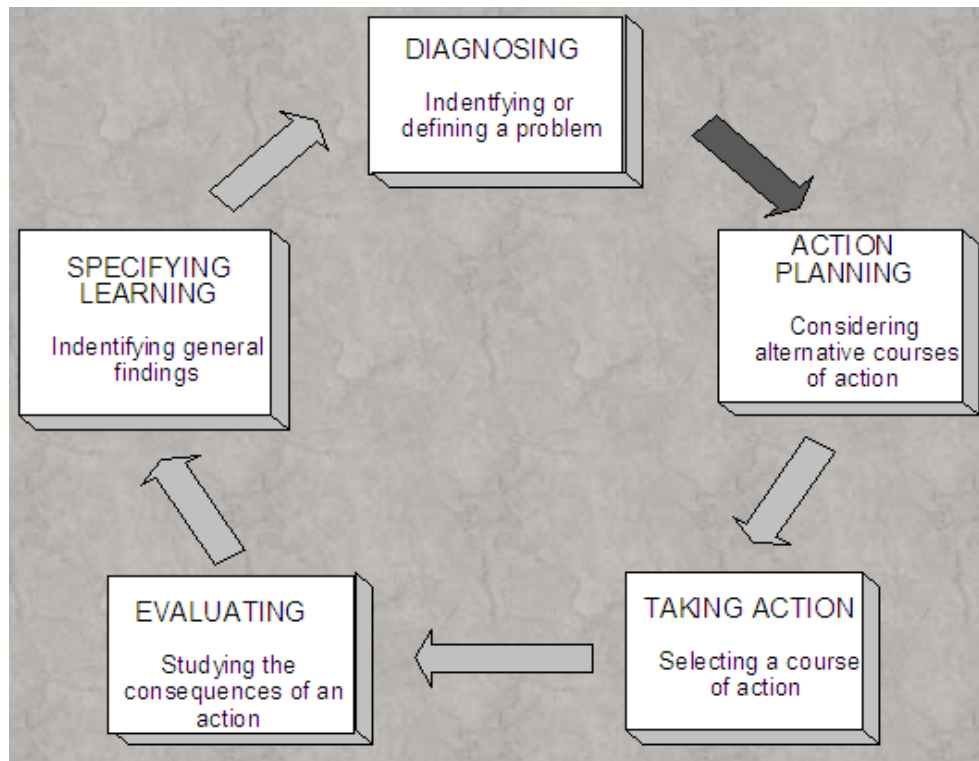 DIAGNOSING
Indentfying or
defining a problem
ACTION
PLANNING
Considering
alternative courses
of action
TAKING ACTION
Selecting a course
of action
EVALUATING
Studying the
consequences of an
action
SPECIFYING
LEARNING
Indentifying general
findings